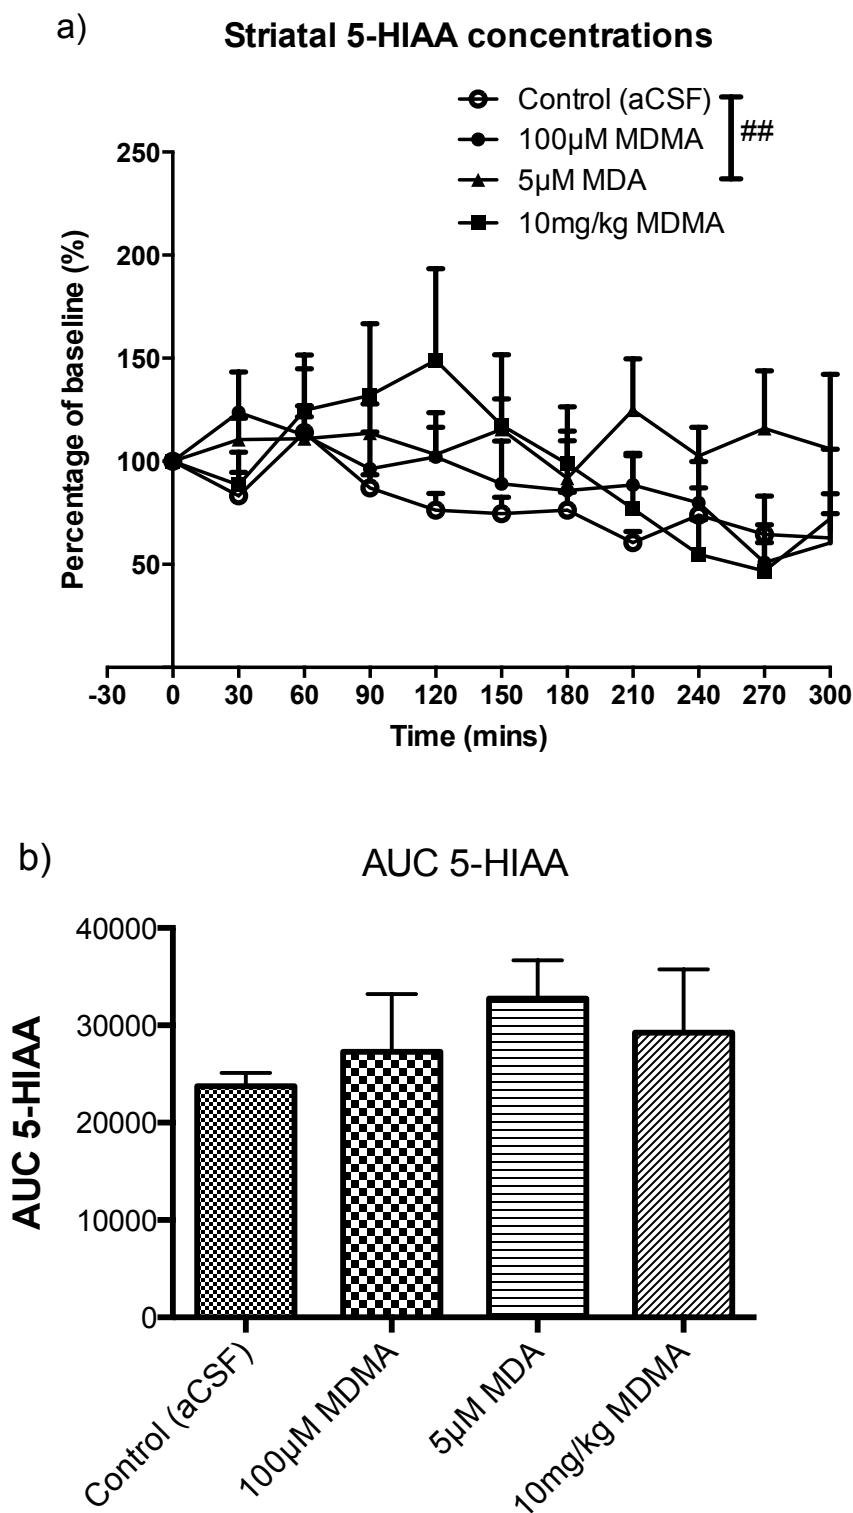 a)
Striatal 5-HIAA concentrations
Control (aCSF)
100µM MDMA
##
5µM MDA
10mg/kg MDMA
250
200
150
100
50
Percentage of baseline (%)
-30 0 30 60 90 120 150 180 210 240 270 300
Time (mins)
b)
AUC 5-HIAA
40000
30000
20000
10000
0
AUC 5-HIAA
Control (aCSF)
100µM MDMA
5µM MDA
10mg/kg MDMA